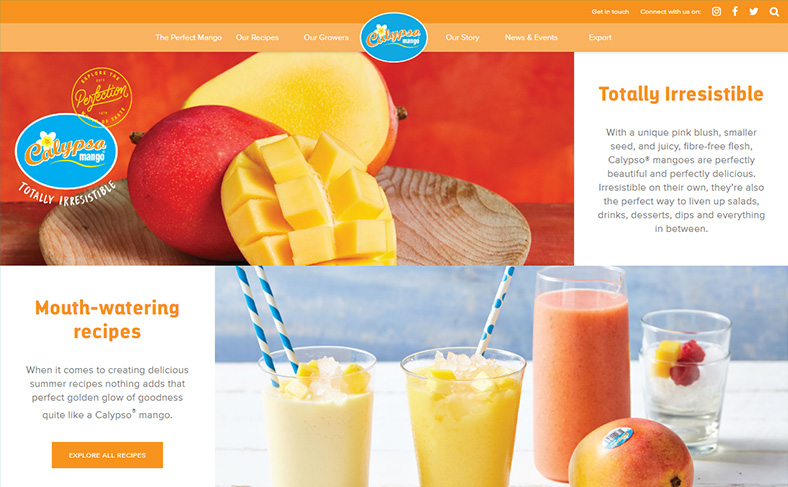 Get in touch Connect with us on:
The Perfect Mango Our Recipes Our Growers Calypso mango Our Story News & Events Export
EXPLORE THE
Perfection
OF TASTE
Calypso
mango
TOTALLY IRRESISTIBLE
Totally Irresistible
With a unique pink blush, smaller
seed, and juicy, fibre-free flesh,
Calypso® mangoes are perfectly
beautiful and perfectly delicious.
Irresistible on their own, they're also
the perfect way to liven up salads,
drinks, desserts, dips and everything
in between.
Mouth-watering
recipes
When it comes to creating delicious
summer recipes nothing adds that
perfect golden glow of goodness
quite like a Calypso® mango.
EXPLORE ALL RECIPES